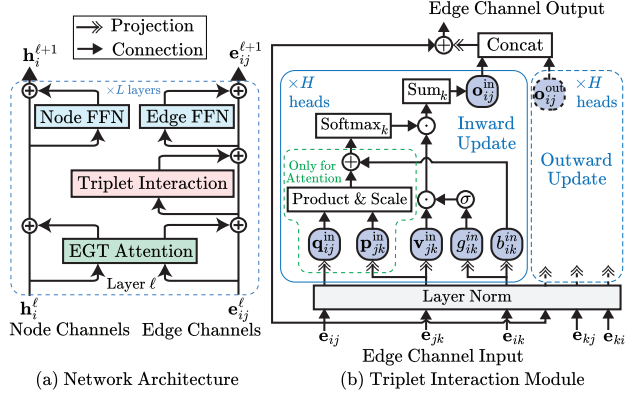 Projection
Connection
h_i^{ℓ+1}
e_{ij}^{ℓ+1}
×L layers
Node FFN
Edge FFN
Triplet Interaction
EGT Attention
Layer ℓ
h_i^ℓ
e_{ij}^ℓ
Node Channels
Edge Channels
(a) Network Architecture
Edge Channel Output
Concat
×H
heads
Sum_k
o_{ij}^{in}
o_{ij}^{out}
×H
heads
Softmax_k
Inward
Update
Only for
Attention
Outward
Update
Product & Scale
σ
q_{ij}^{in}
p_{jk}^{in}
v_{jk}^{in}
g_{ik}^{in}
b_{ik}^{in}
Layer Norm
e_{ij}
e_{jk}
e_{ik}
e_{kj}
e_{ki}
Edge Channel Input
(b) Triplet Interaction Module